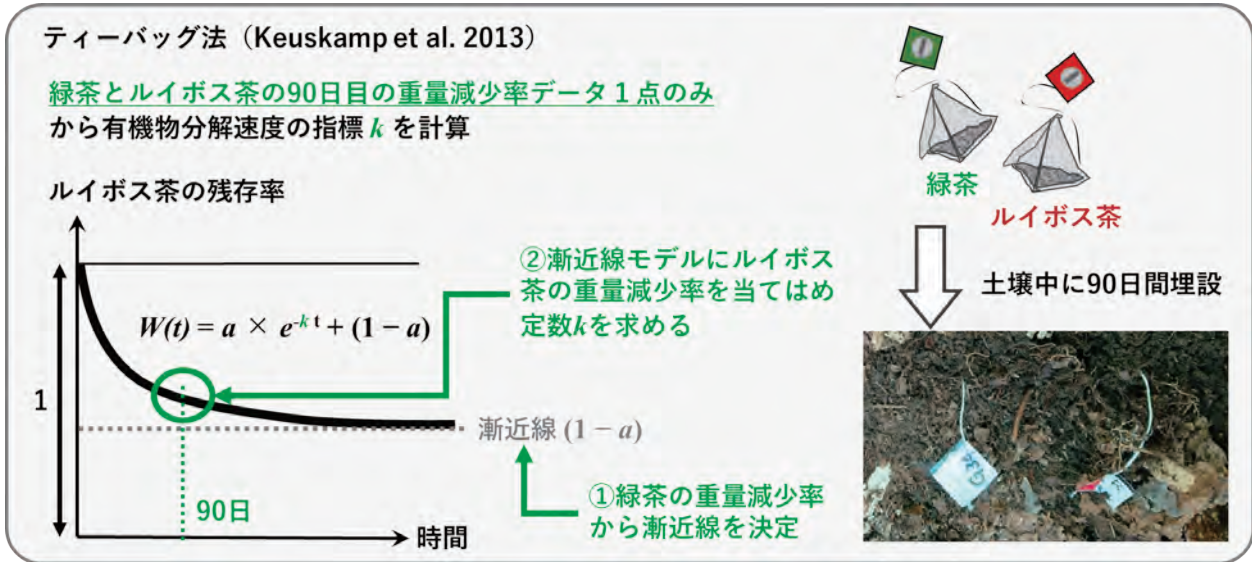 ティーバッグ法（Keuskamp et al. 2013）
緑茶とルイボス茶の90日目の重量減少率データ１点のみ
から有機物分解速度の指標 k を計算
ルイボス茶の残存率
W(t) = a × e^-k t + (1 − a)
1
90日
時間
漸近線 (1 − a)
②漸近線モデルにルイボス
茶の重量減少率を当てはめ
定数kを求める
①緑茶の重量減少率
から漸近線を決定
緑茶
ルイボス茶
土壌中に90日間埋設
G34